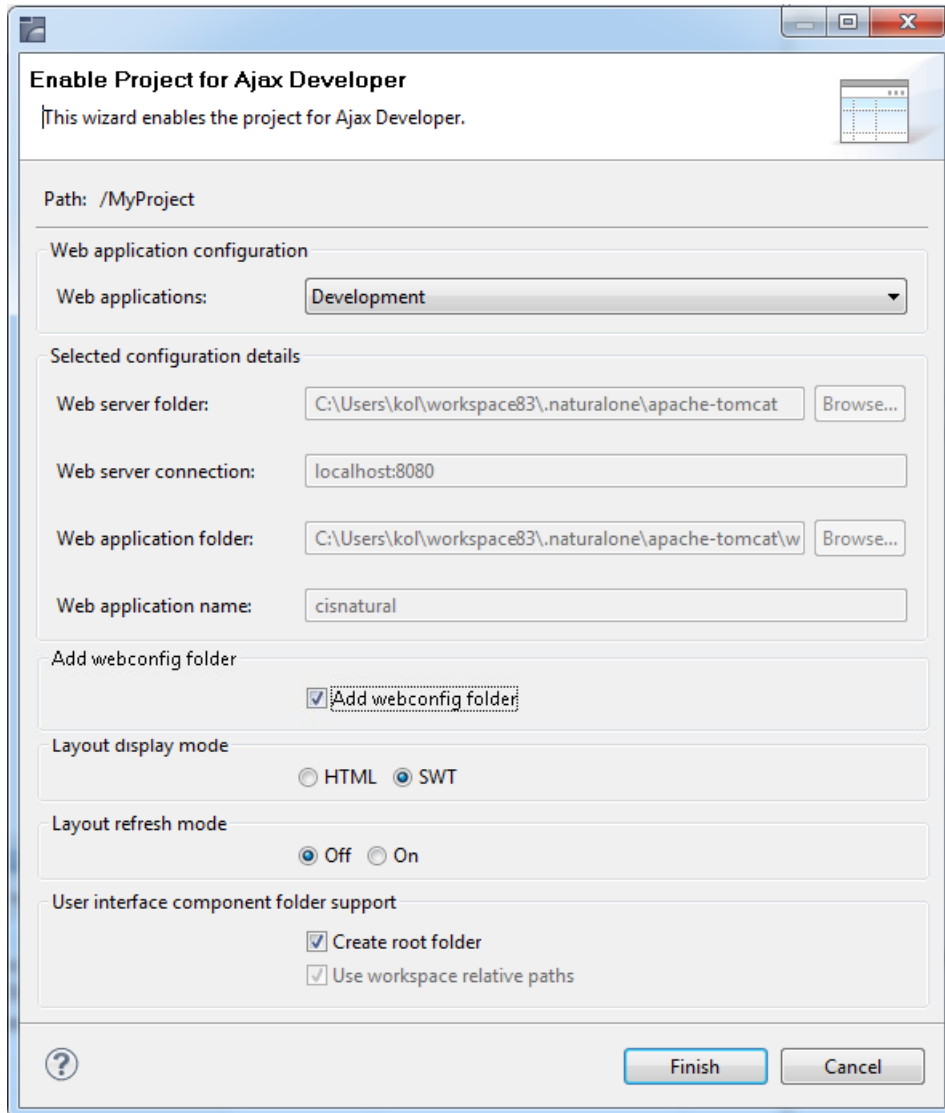 Enable Project for Ajax Developer
This wizard enables the project for Ajax Developer.
Path: /MyProject
Web application configuration
Web applications: Development
Selected configuration details
Web server folder: C:\Users\kol\workspace83\.naturalone\apache-tomcat Browse...
Web server connection: localhost:8080
Web application folder: C:\Users\kol\workspace83\.naturalone\apache-tomcat\w Browse...
Web application name: cisnatural
Add webconfig folder
Add webconfig folder
Layout display mode
HTML SWT
Layout refresh mode
Off On
User interface component folder support
Create root folder
Use workspace relative paths
? Finish Cancel